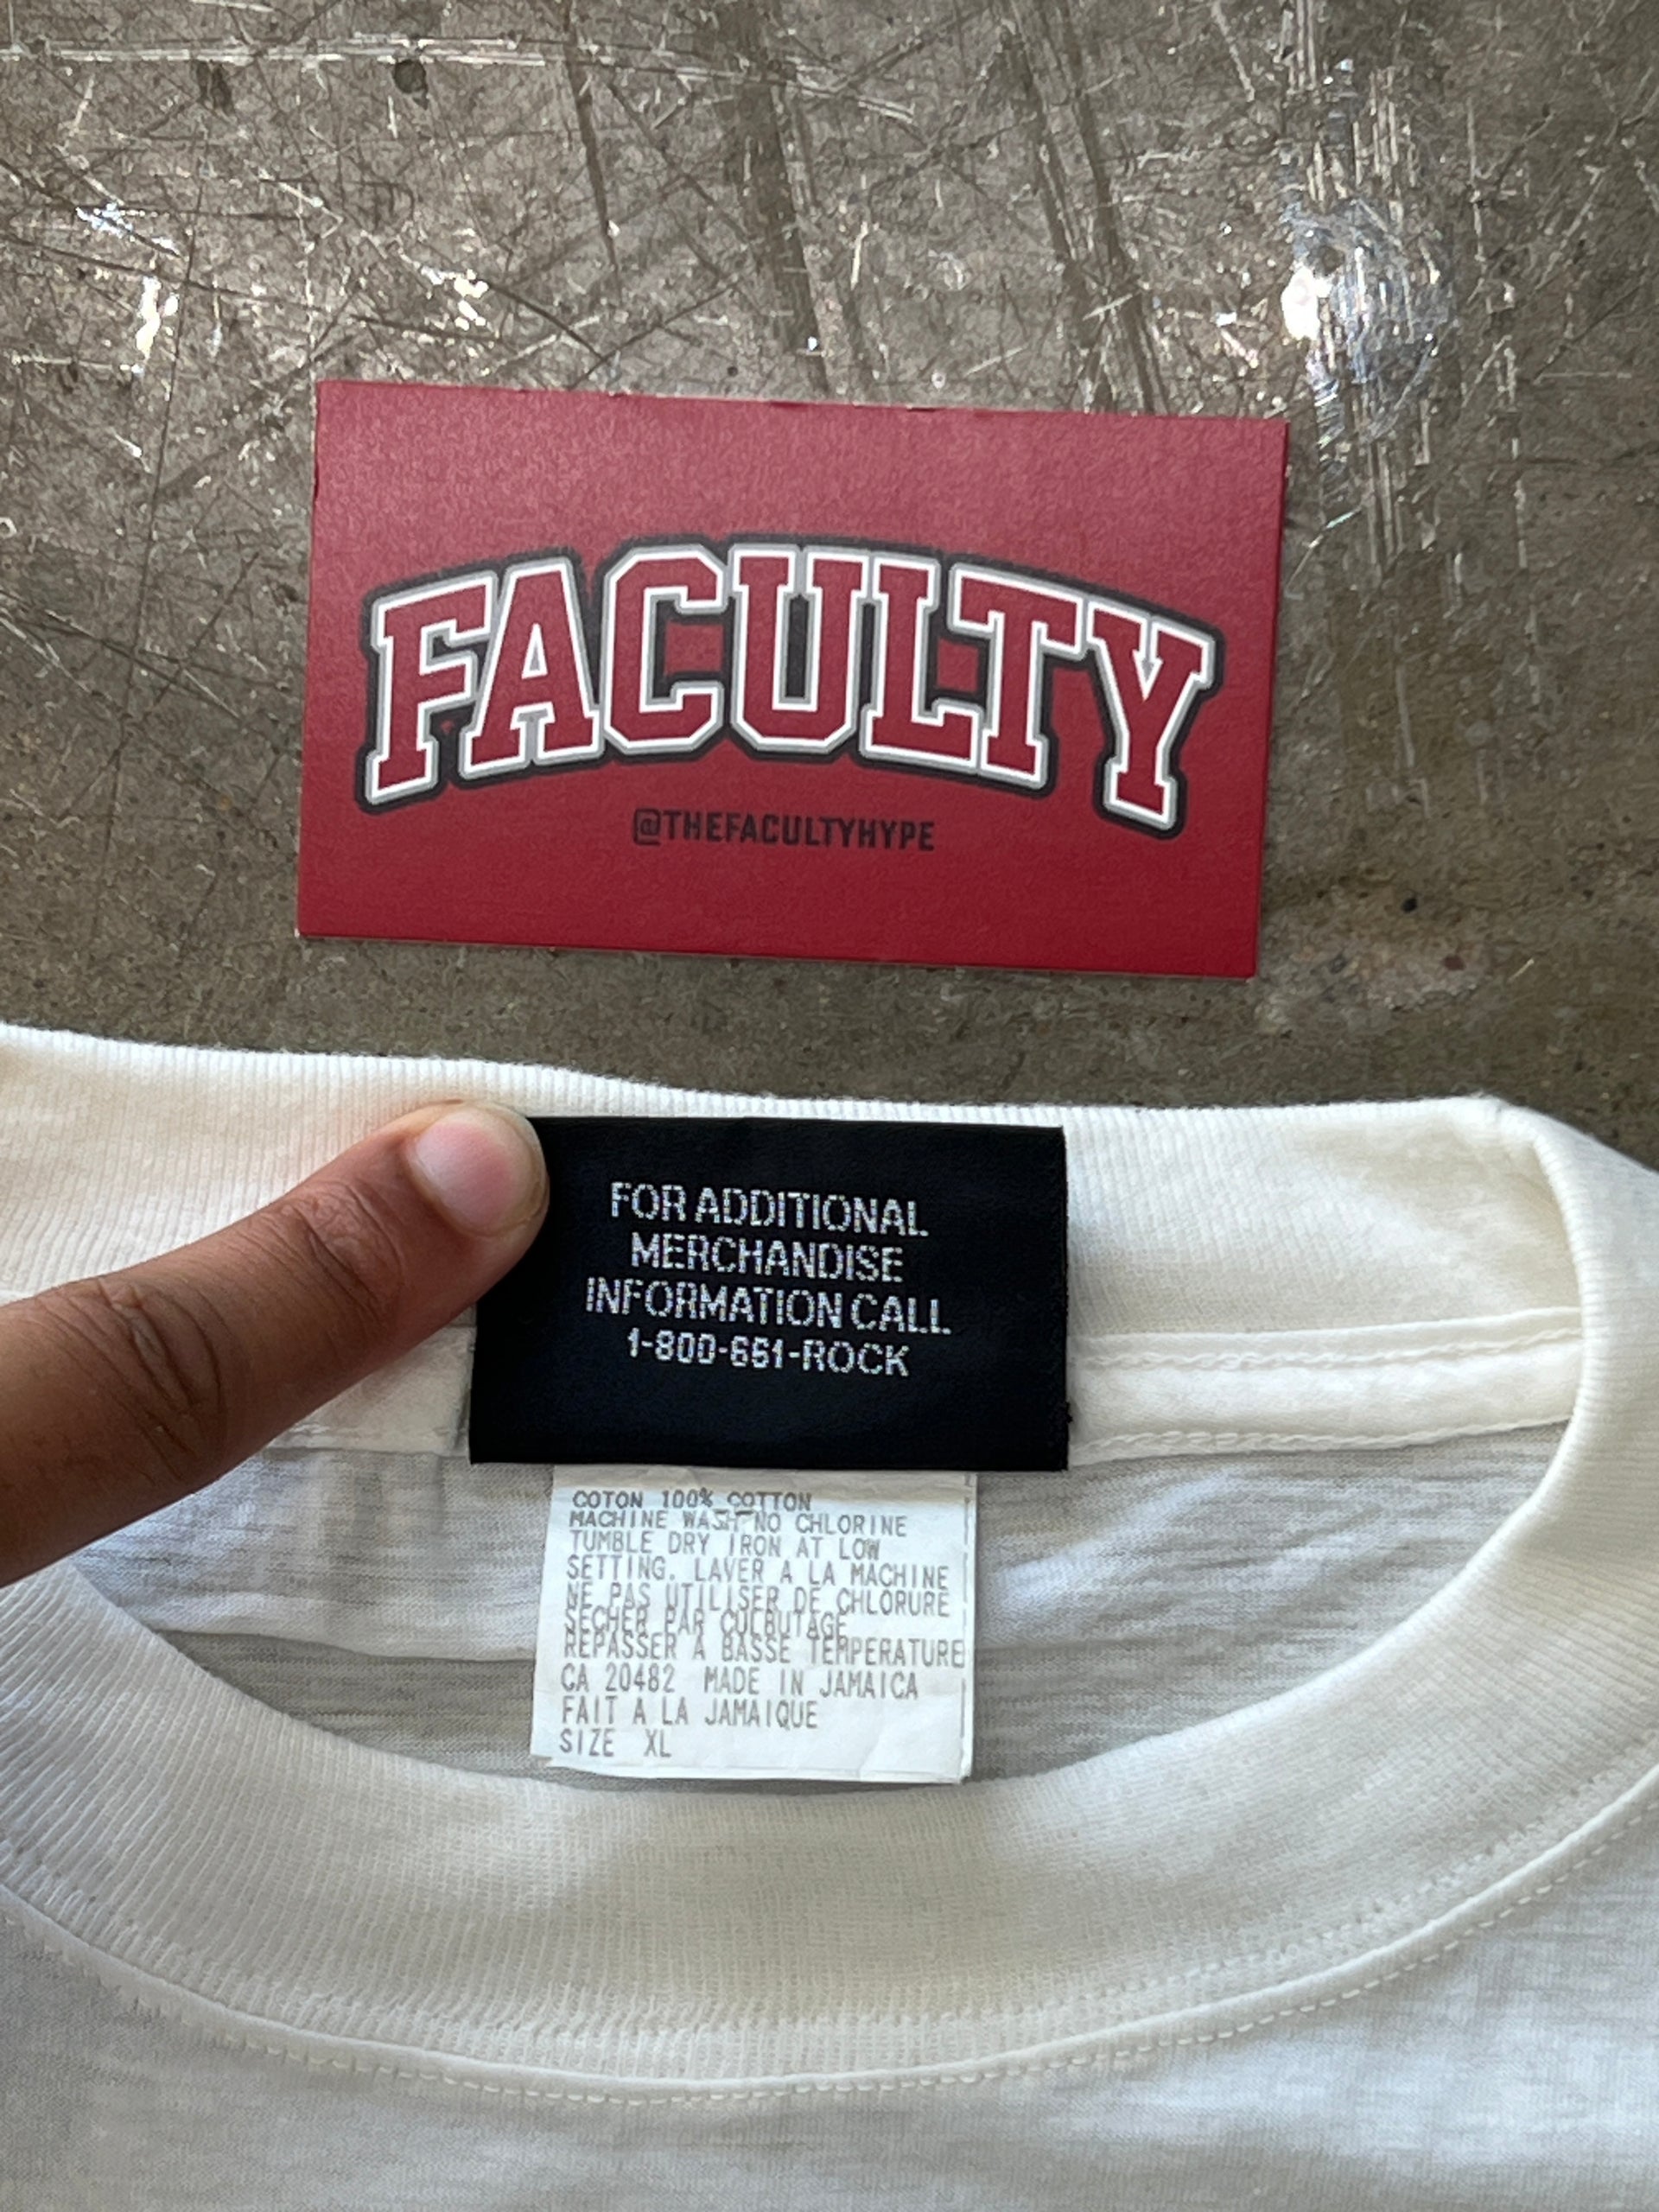 FACULTY
@THEFACULTYHYPE
FOR ADDITIONAL
MERCHANDISE
INFORMATION CALL
1-800-661-ROCK
COTON 100% COTTON
MACHINE WASH NO CHLORINE
TUMBLE DRY IRON AT LOW
SETTING. LAVER A LA MACHINE
NE PAS UTILISER DE CHLORURE
SECHER PAR CULBUTAGE
REPASSER A BASSE TEMPERATURE
CA 20482 MADE IN JAMAICA
FAIT A LA JAMAIQUE
SIZE XL